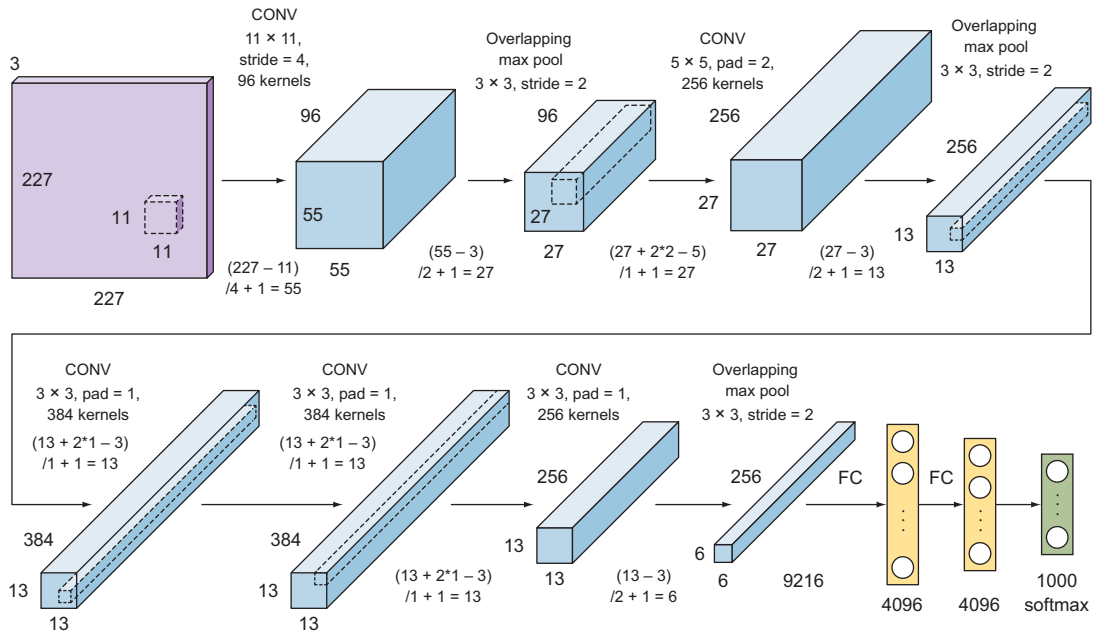 CONV
11 × 11,
stride = 4,
96 kernels
Overlapping
max pool
3 × 3, stride = 2
CONV
5 × 5, pad = 2,
256 kernels
Overlapping
max pool
3 × 3, stride = 2
3
227
11
11
227
(227 – 11)
/4 + 1 = 55
96
55
55
(55 – 3)
/2 + 1 = 27
96
27
27
(27 + 2*2 – 5)
/1 + 1 = 27
256
27
27
(27 – 3)
/2 + 1 = 13
256
13
13
CONV
3 × 3, pad = 1,
384 kernels
(13 + 2*1 – 3)
/1 + 1 = 13
CONV
3 × 3, pad = 1,
384 kernels
(13 + 2*1 – 3)
/1 + 1 = 13
CONV
3 × 3, pad = 1,
256 kernels
Overlapping
max pool
3 × 3, stride = 2
384
13
13
384
13
13
(13 + 2*1 – 3)
/1 + 1 = 13
256
13
13
(13 – 3)
/2 + 1 = 6
256
6
6
9216
FC
4096
FC
4096
1000
softmax